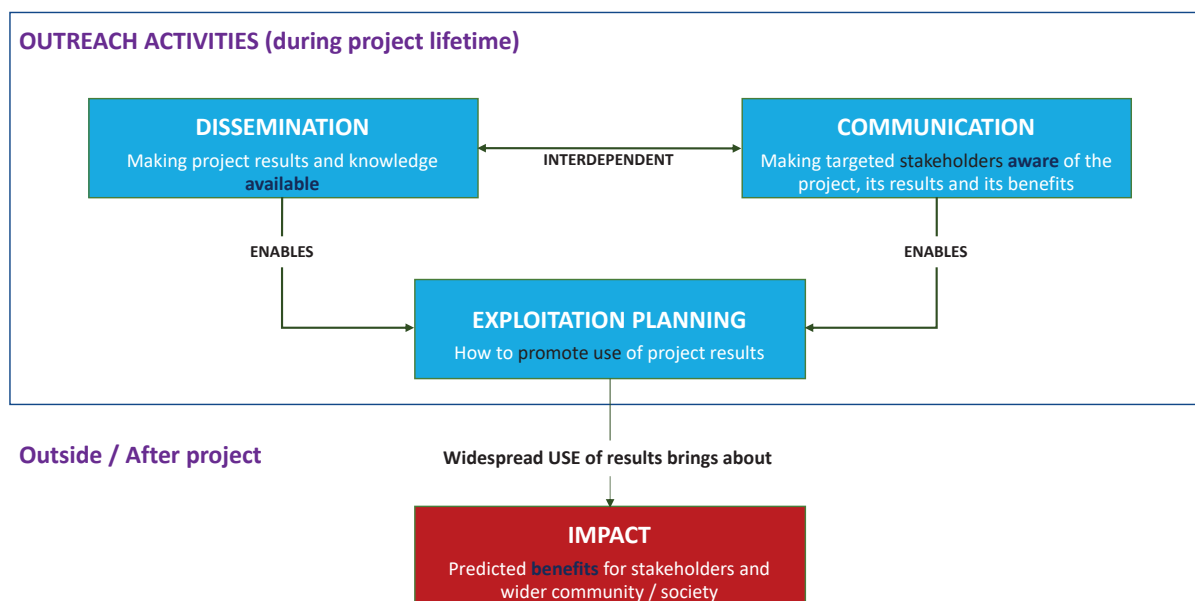 OUTREACH ACTIVITIES (during project lifetime)
DISSEMINATION
Making project results and knowledge
available
INTERDEPENDENT
COMMUNICATION
Making targeted stakeholders aware of the
project, its results and its benefits
ENABLES
ENABLES
EXPLOITATION PLANNING
How to promote use of project results
Outside / After project
Widespread USE of results brings about
IMPACT
Predicted benefits for stakeholders and
wider community / society